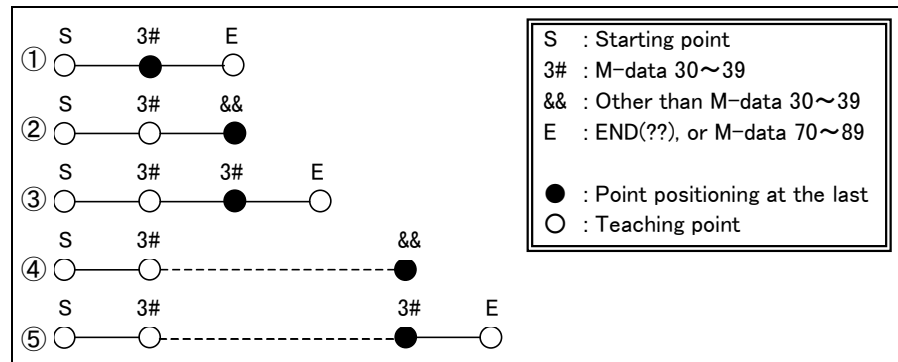 S 3# E
①
S 3# &&
②
S 3# 3# E
③
S 3# &&
④
S 3# 3# E
⑤
S : Starting point
3# : M-data 30～39
&& : Other than M-data 30～39
E : END(??), or M-data 70～89
● : Point positioning at the last
○ : Teaching point